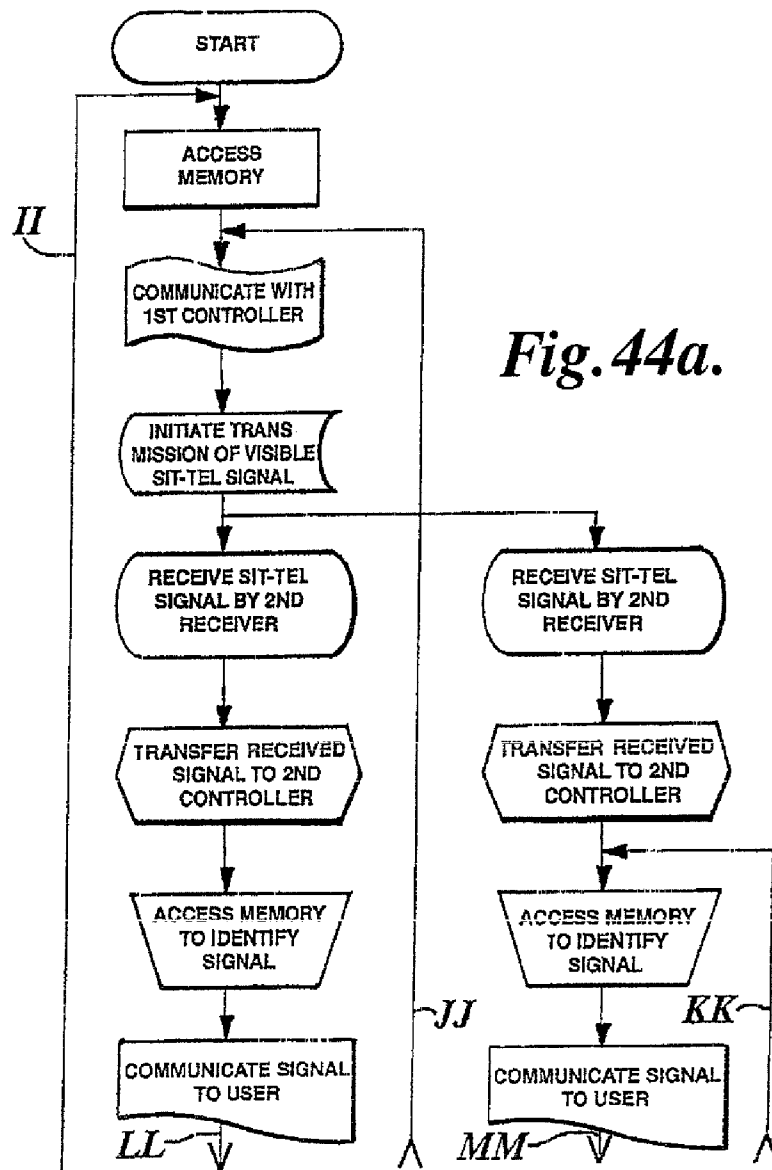 START
ACCESS
MEMORY
II
COMMUNICATE WITH
1ST CONTROLLER
Fig. 44a.
INITIATE TRANS
MISSION OF VISIBLE
SIT-TEL SIGNAL
RECEIVE SIT-TEL
SIGNAL BY 2ND
RECEIVER
RECEIVE SIT-TEL
SIGNAL BY 2ND
RECEIVER
TRANSFER RECEIVED
SIGNAL TO 2ND
CONTROLLER
TRANSFER RECEIVED
SIGNAL TO 2ND
CONTROLLER
ACCESS MEMORY
TO IDENTIFY
SIGNAL
ACCESS MEMORY
TO IDENTIFY
SIGNAL
JJ
KK
COMMUNICATE SIGNAL
TO USER
COMMUNICATE SIGNAL
TO USER
LL
MM